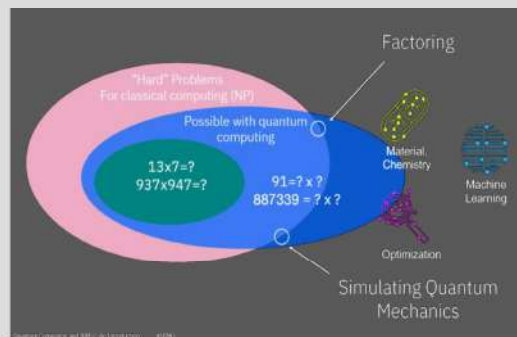 Factoring
"Hard" Problems
For classical computing (NP)
Possible with quantum
computing
13x7=?
937x947=?
91=? x ?
887339 = ? x ?
Material,
Chemistry
Machine
Learning
Optimization
Simulating Quantum
Mechanics